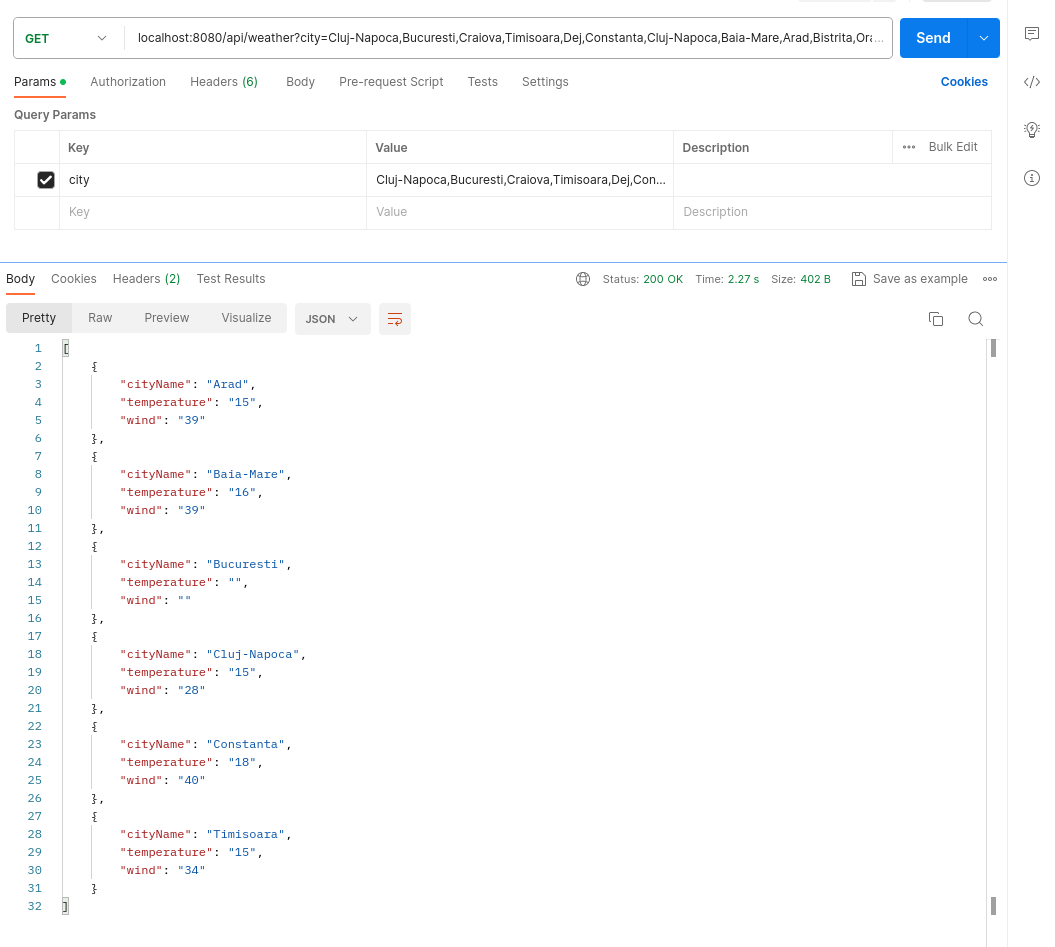 GET localhost:8080/api/weather?city=Cluj-Napoca,Bucuresti,Craiova,Timisoara,Dej,Constanta,Cluj-Napoca,Baia-Mare,Arad,Bistrita,Ora... Send
Params Authorization Headers (6) Body Pre-request Script Tests Settings Cookies
Query Params
Key Value Description Bulk Edit
city Cluj-Napoca,Bucuresti,Craiova,Timisoara,Dej,Con...
Key Value Description
Body Cookies Headers (2) Test Results Status: 200 OK Time: 2.27 s Size: 402 B Save as example
Pretty Raw Preview Visualize JSON
1 [
2 {
3 "cityName": "Arad",
4 "temperature": "15",
5 "wind": "39"
6 },
7 {
8 "cityName": "Baia-Mare",
9 "temperature": "16",
10 "wind": "39"
11 },
12 {
13 "cityName": "Bucuresti",
14 "temperature": "",
15 "wind": ""
16 },
17 {
18 "cityName": "Cluj-Napoca",
19 "temperature": "15",
20 "wind": "28"
21 },
22 {
23 "cityName": "Constanta",
24 "temperature": "18",
25 "wind": "40"
26 },
27 {
28 "cityName": "Timisoara",
29 "temperature": "15",
30 "wind": "34"
31 }
32 ]